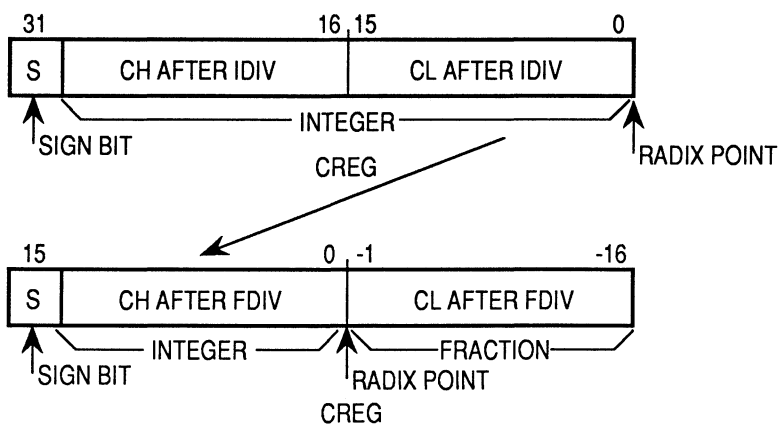 31 16 15 0
S CH AFTER IDIV CL AFTER IDIV
INTEGER
SIGN BIT RADIX POINT
CREG
15 0 -1 -16
S CH AFTER FDIV CL AFTER FDIV
INTEGER FRACTION
SIGN BIT RADIX POINT
CREG